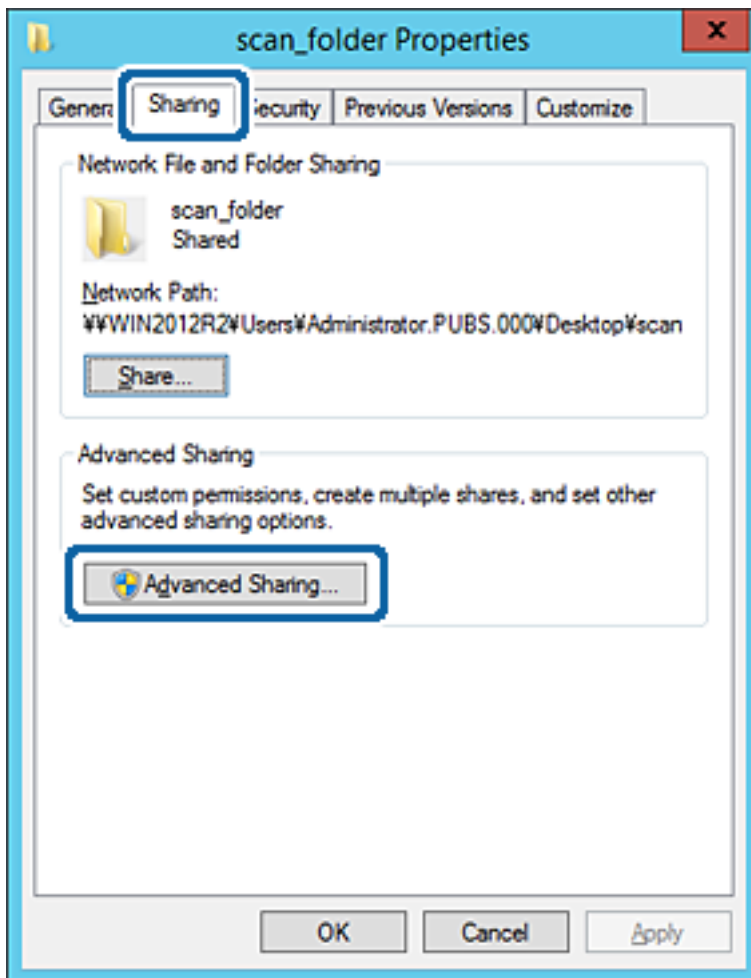 scan_folder Properties
x
Genera Sharing ecurity Previous Versions Customize
Network File and Folder Sharing
scan_folder
Shared
Network Path:
¥¥WIN2012R2¥Users¥Administrator.PUBS.000¥Desktop¥scan
Share...
Advanced Sharing
Set custom permissions, create multiple shares, and set other
advanced sharing options.
Advanced Sharing...
OK Cancel Apply